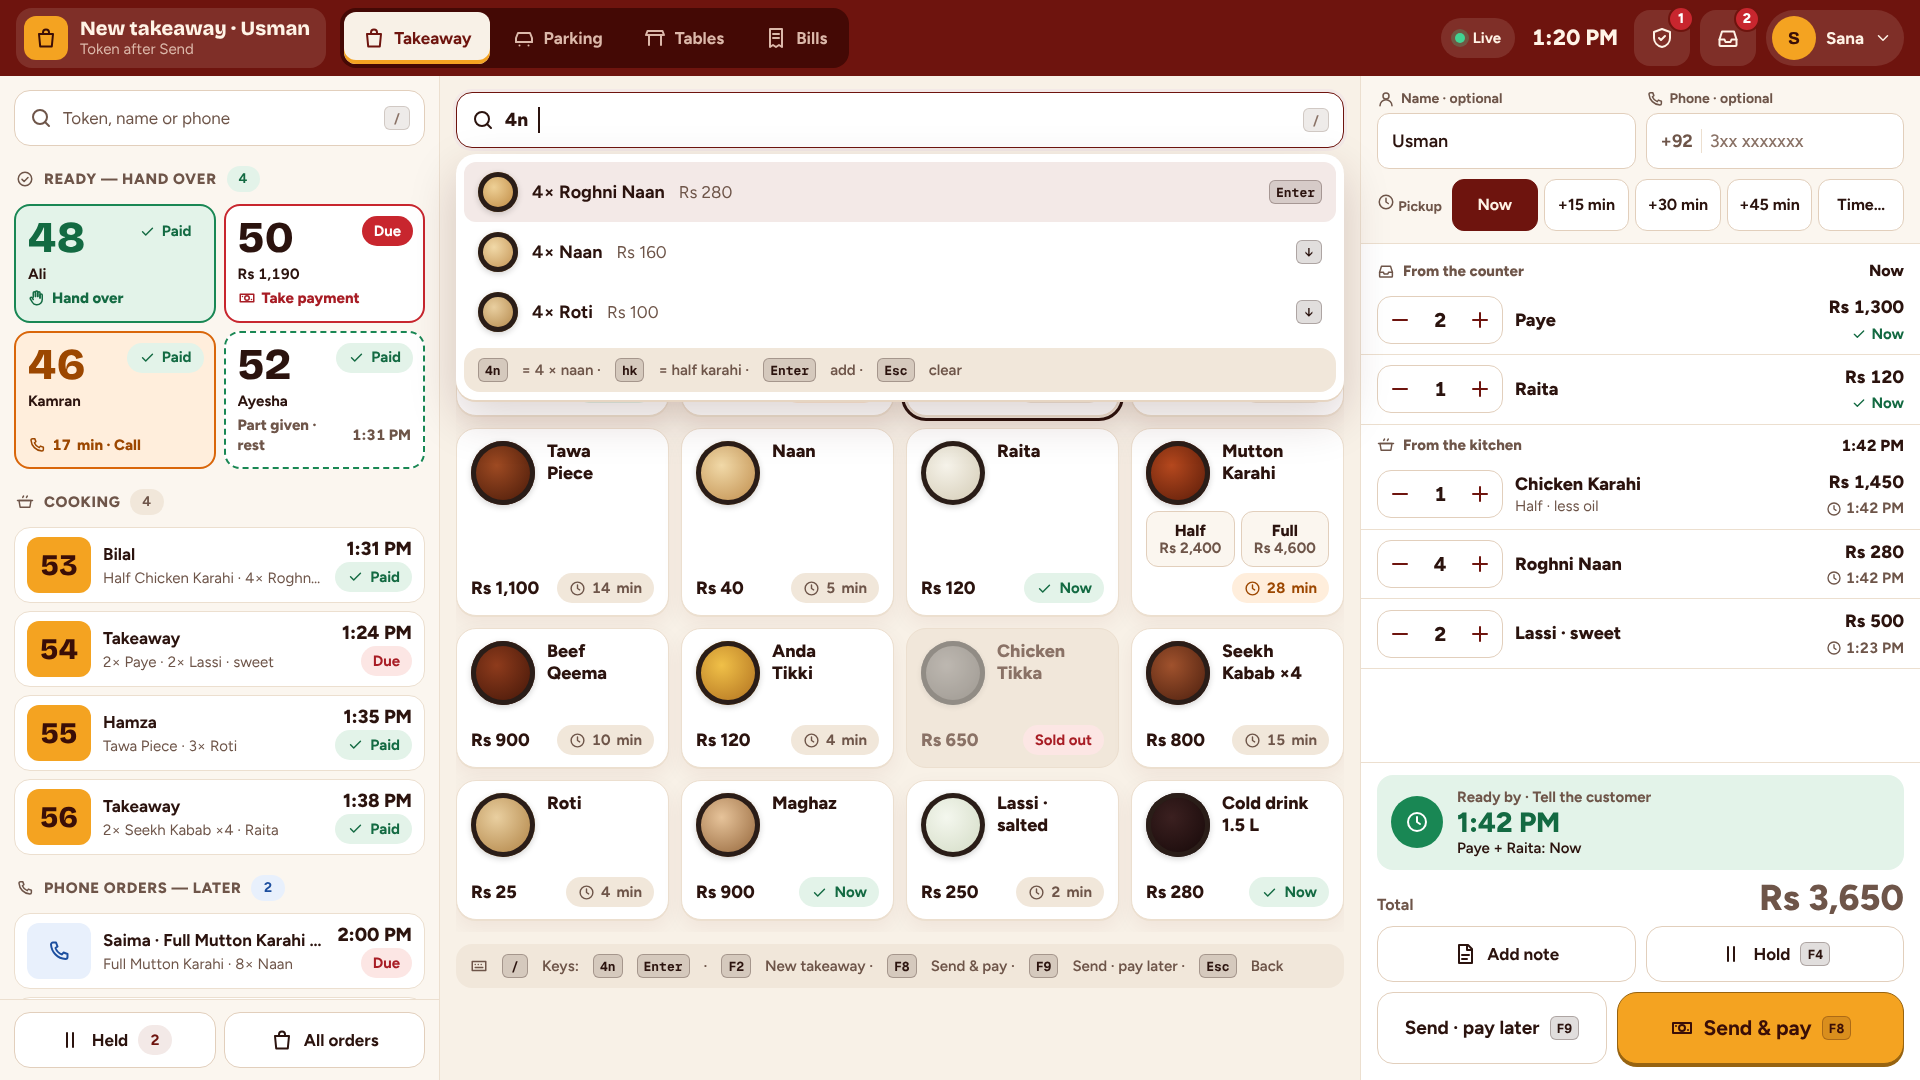 New takeaway · Usman
Token after Send
Takeaway
Parking
Tables
Bills
Live
1:20 PM
1
2
S
Sana
Token, name or phone
/
READY — HAND OVER 4
48
Paid
Ali
Hand over
50
Due
Rs 1,190
Take payment
46
Paid
Kamran
17 min · Call
52
Paid
Ayesha
Part given · rest
1:31 PM
COOKING 4
53
Bilal
Half Chicken Karahi · 4× Roghn...
1:31 PM
Paid
54
Takeaway
2× Paye · 2× Lassi · sweet
1:24 PM
Due
55
Hamza
Tawa Piece · 3× Roti
1:35 PM
Paid
56
Takeaway
2× Seekh Kabab ×4 · Raita
1:38 PM
Paid
PHONE ORDERS — LATER 2
Saima · Full Mutton Karahi ...
Full Mutton Karahi · 8× Naan
2:00 PM
Due
Held 2
All orders
4n
/
4× Roghni Naan Rs 280 Enter
4× Naan Rs 160 ↓
4× Roti Rs 100 ↓
4n = 4 × naan · hk = half karahi · Enter add · Esc clear
Tawa Piece
Rs 1,100
14 min
Naan
Rs 40
5 min
Raita
Rs 120
Now
Mutton Karahi
Half
Rs 2,400
Full
Rs 4,600
28 min
Beef Qeema
Rs 900
10 min
Anda Tikki
Rs 120
4 min
Chicken Tikka
Rs 650
Sold out
Seekh Kabab ×4
Rs 800
15 min
Roti
Rs 25
4 min
Maghaz
Rs 900
Now
Lassi · salted
Rs 250
2 min
Cold drink 1.5 L
Rs 280
Now
/ Keys: 4n Enter · F2 New takeaway · F8 Send & pay · F9 Send · pay later · Esc Back
Name · optional
Usman
Phone · optional
+92 3xx xxxxxxx
Pickup
Now
+15 min
+30 min
+45 min
Time...
From the counter
Now
− 2 + Paye
Rs 1,300
Now
− 1 + Raita
Rs 120
Now
From the kitchen
1:42 PM
− 1 + Chicken Karahi
Half · less oil
Rs 1,450
1:42 PM
− 4 + Roghni Naan
Rs 280
1:42 PM
− 2 + Lassi · sweet
Rs 500
1:23 PM
Ready by · Tell the customer
1:42 PM
Paye + Raita: Now
Total
Rs 3,650
Add note
Hold F4
Send · pay later F9
Send & pay F8